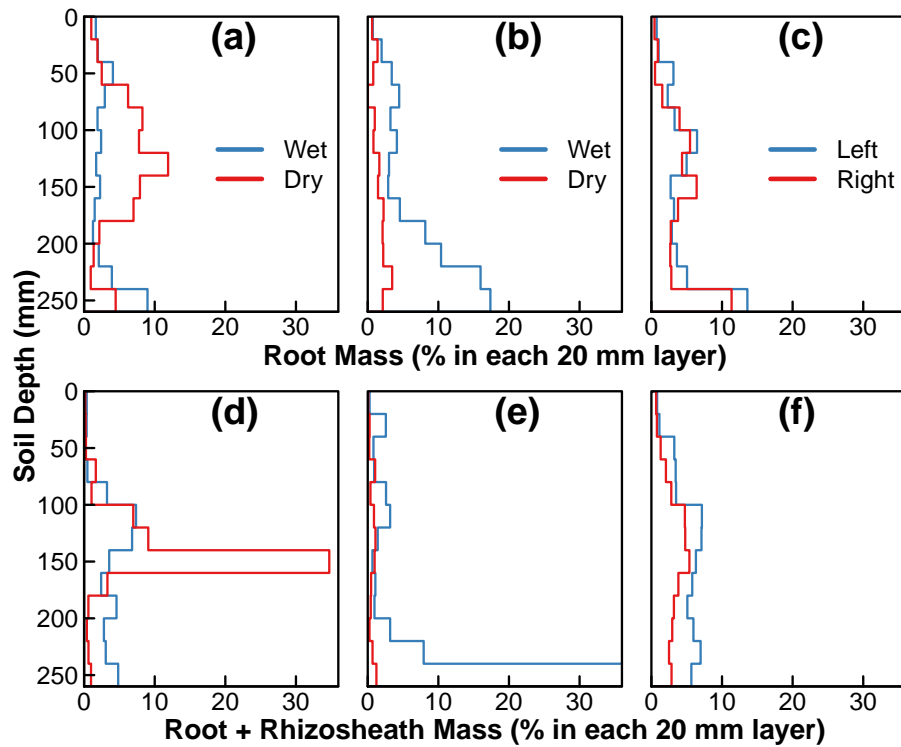 (a) (b) (c)
Wet Wet Left
Dry Dry Right
0
50
100
150
200
250
0 10 20 30 0 10 20 30 0 10 20 30
Root Mass (% in each 20 mm layer)
Soil Depth (mm)
(d) (e) (f)
0
50
100
150
200
250
0 10 20 30 0 10 20 30 0 10 20 30
Root + Rhizosheath Mass (% in each 20 mm layer)